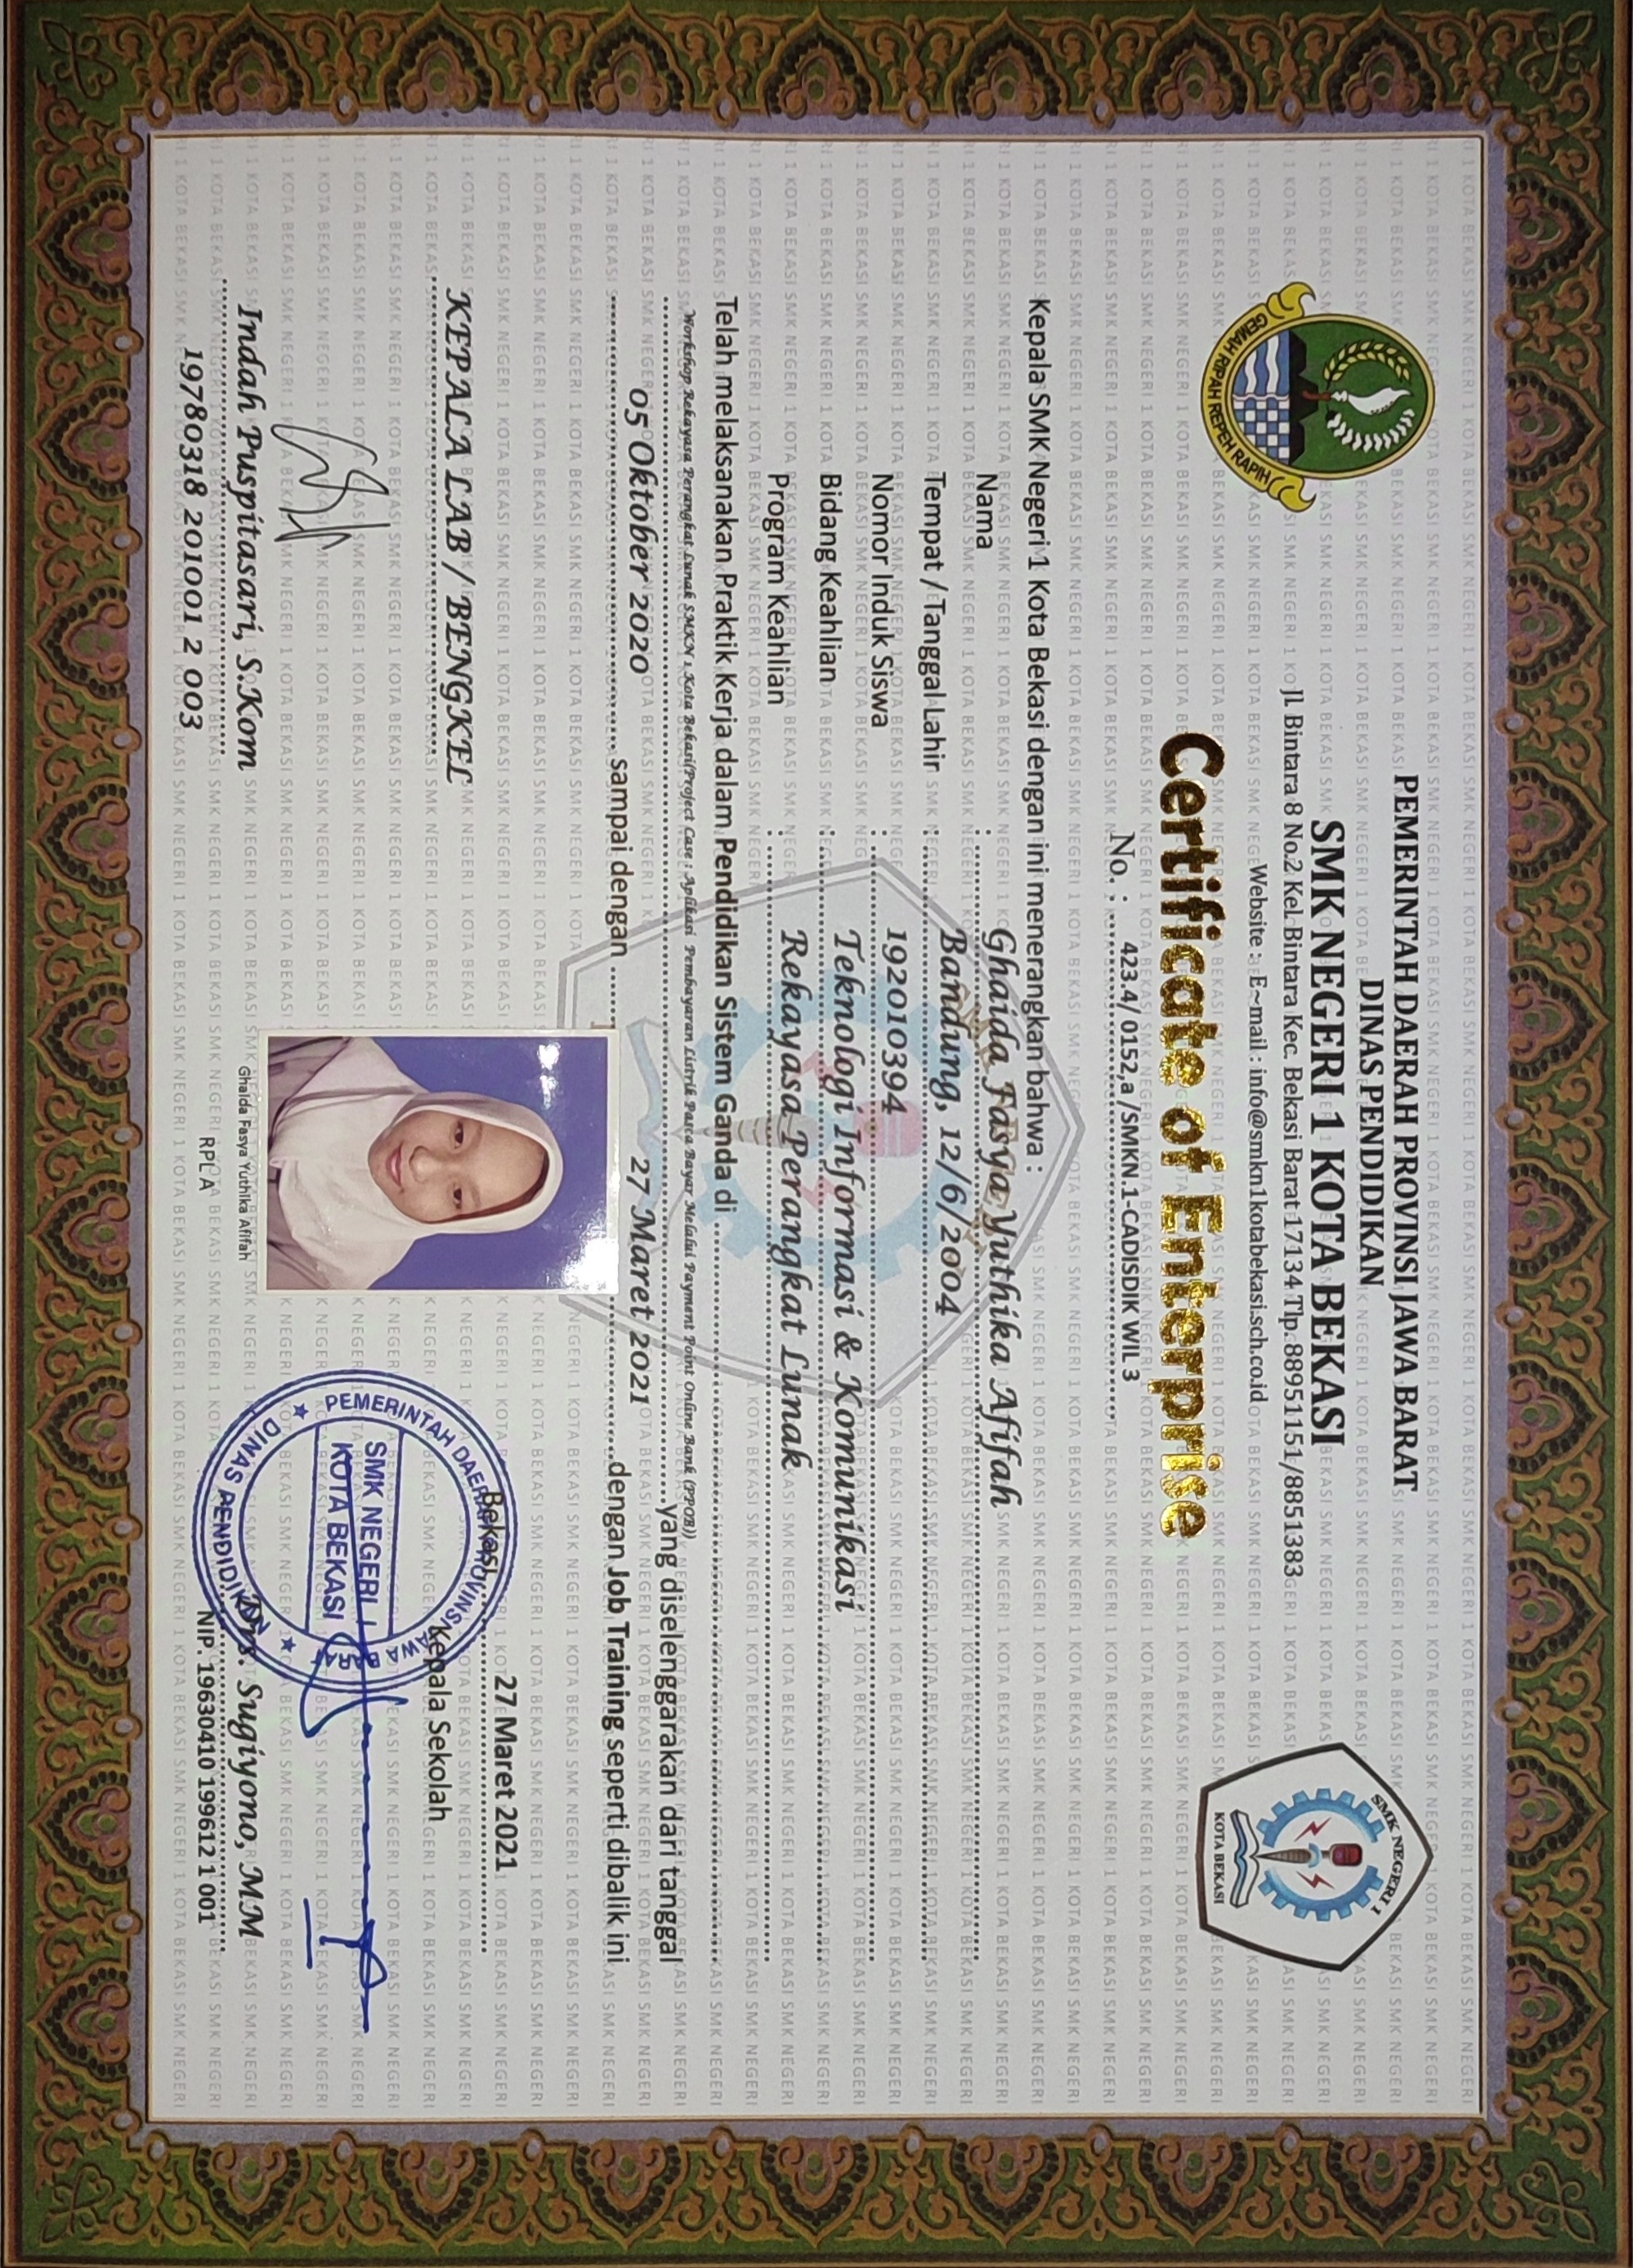 PEMERINTAH DAERAH PROVINSI JAWA BARAT
DINAS PENDIDIKAN
SMK NEGERI 1 KOTA BEKASI
Jl. Bintara 8 No.2 Kel. Bintara Kec. Bekasi Barat 17134 Tlp. 88951151/8851383
Website : E~mail : info@smkn1kotabekasi.sch.co.id
GEMAH RIPAH REPEH RAPIH
SMK NEGERI 1
KOTA BEKASI
Certificate of Enterprise
No. : 423.4/ 0152,a /SMKN.1-CADISDIK WIL 3
Kepala SMK Negeri 1 Kota Bekasi dengan ini menerangkan bahwa :
Nama : Ghaida Fasya Yuthika Afifah
Tempat / Tanggal Lahir : Bandung, 12/6/2004
Nomor Induk Siswa : 192010394
Bidang Keahlian : Teknologi Informasi & Komunikasi
Program Keahlian : Rekayasa Perangkat Lunak
Telah melaksanakan Praktik Kerja dalam Pendidikan Sistem Ganda di
Workshop Rekayasa Perangkat Lunak SMKN 1 Kota Bekasi(Project Case : Aplikasi Pembayaran Listrik Pasca Bayar Melalui Payment Point Online Bank (PPOB))
yang diselenggarakan dari tanggal
05 Oktober 2020 sampai dengan 27 Maret 2021 dengan Job Training seperti dibalik ini
Bekasi, 27 Maret 2021
KEPALA LAB / BENGKEL
Kepala Sekolah
PEMERINTAH DAERAH PROVINSI JAWA BARAT
SMK NEGERI 1
KOTA BEKASI
DINAS PENDIDIKAN
Indah Puspitasari, S.Kom
19780318 201001 2 003
Ghaida Fasya Yuthika Afifah
RPL A
Drs. Sugiyono, MM
NIP. 19630410 199612 1 001